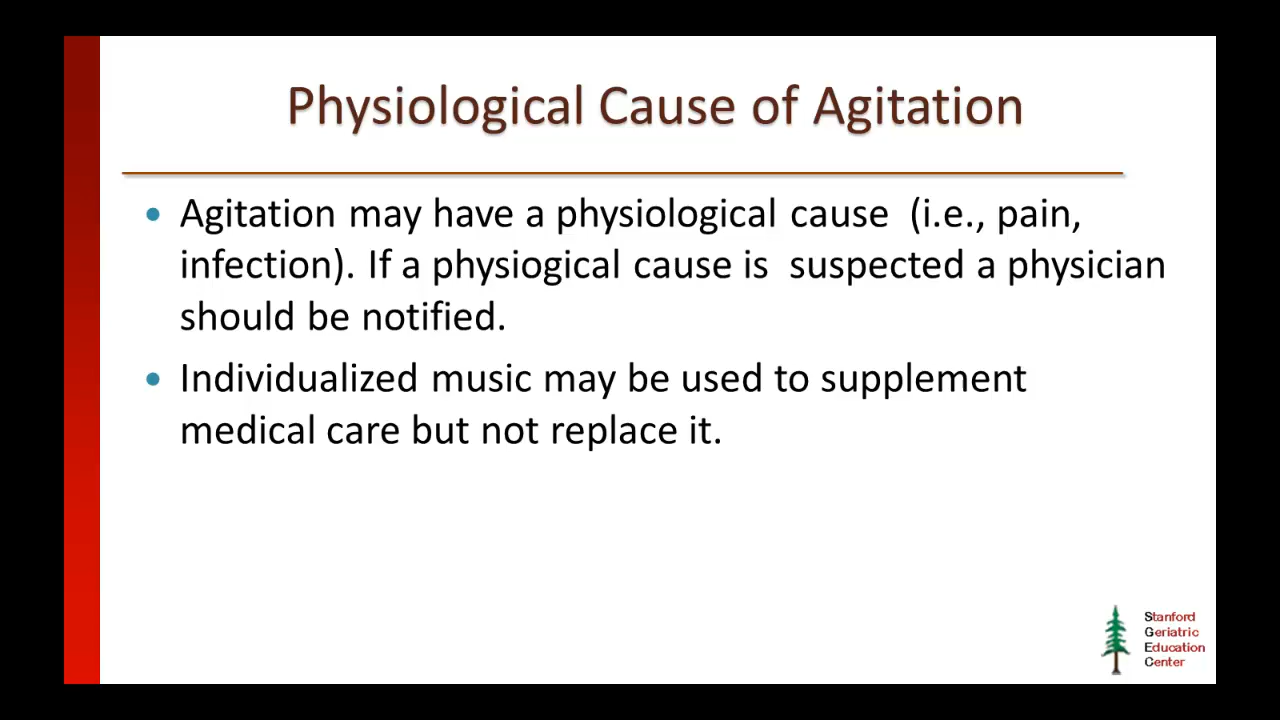 Physiological Cause of Agitation
• Agitation may have a physiological cause  (i.e., pain,
infection). If a physiogical cause is  suspected a physician
should be notified.
• Individualized music may be used to supplement
medical care but not replace it.
Stanford
Geriatric
Education
Center